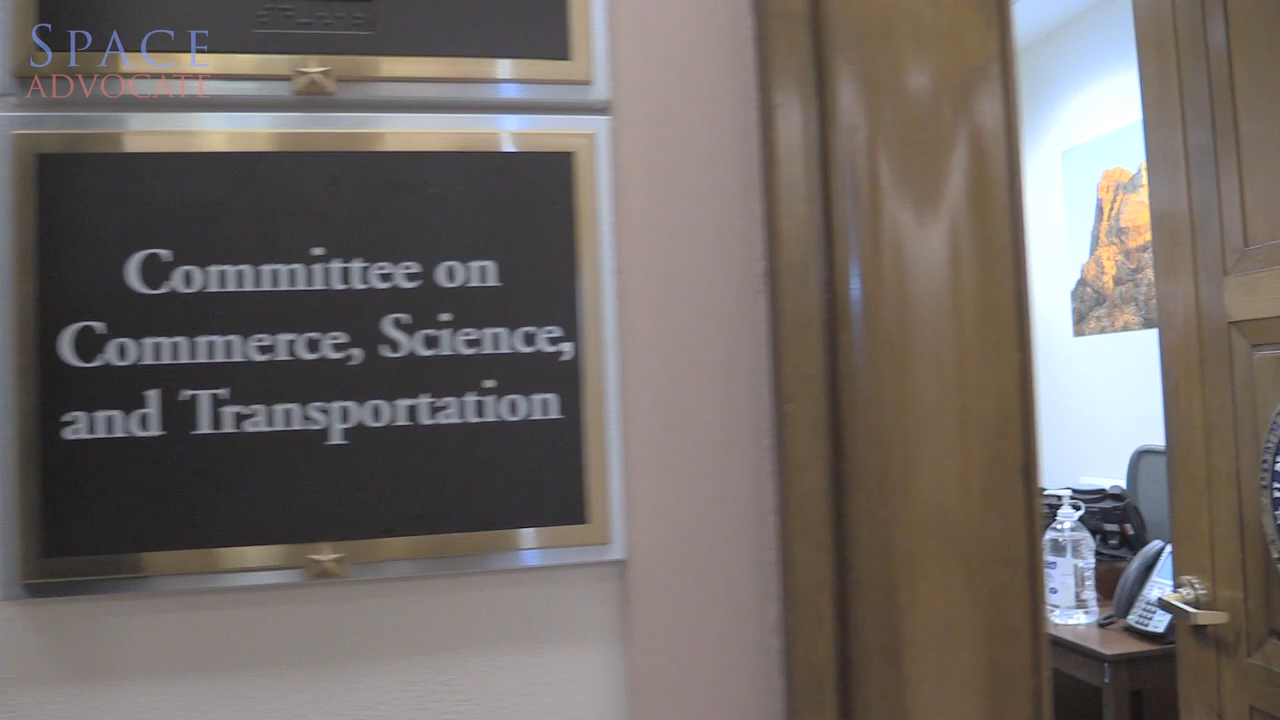 SPACE
ADVOCATE
Committee on
Commerce, Science,
and Transportation